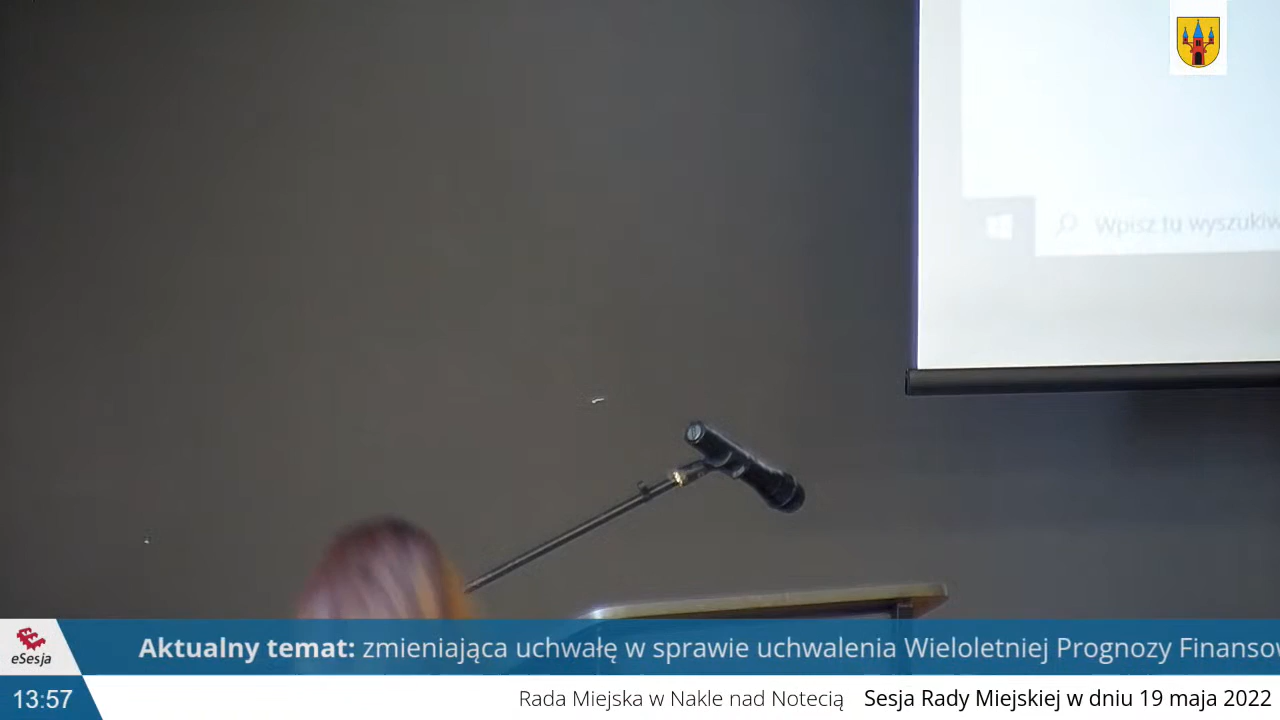 Wpisz tu wyszukiw
Aktualny temat: zmieniająca uchwałę w sprawie uchwalenia Wieloletniej Prognozy Finansow
eSesja
13:57
Rada Miejska w Nakle nad Notecią
Sesja Rady Miejskiej w dniu 19 maja 2022